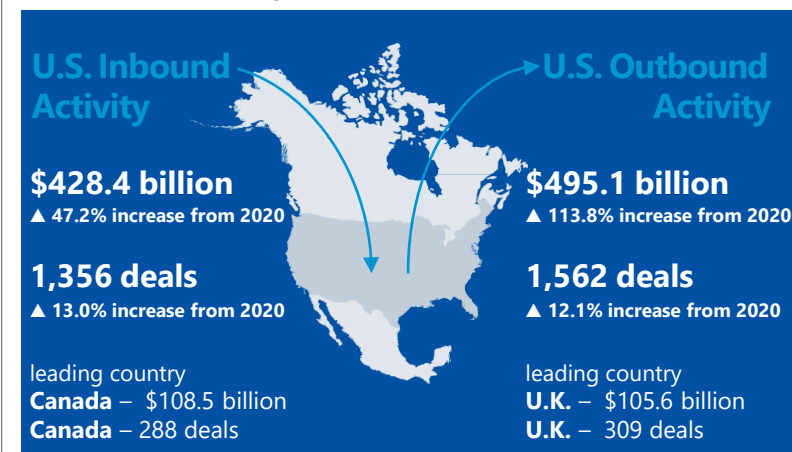 U.S. Inbound
Activity
$428.4 billion
▲ 47.2% increase from 2020
1,356 deals
▲ 13.0% increase from 2020
leading country
Canada – $108.5 billion
Canada – 288 deals
U.S. Outbound
Activity
$495.1 billion
▲ 113.8% increase from 2020
1,562 deals
▲ 12.1% increase from 2020
leading country
U.K. – $105.6 billion
U.K. – 309 deals